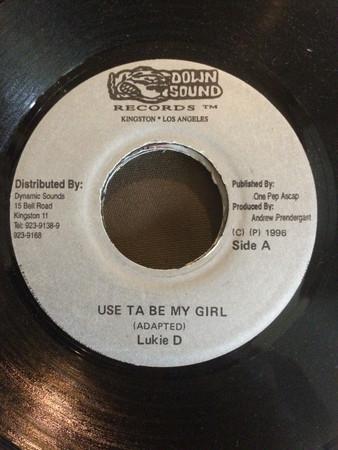 DOWN
SOUND
RECORDS ™
KINGSTON • LOS ANGELES
Distributed By:
Dynamic Sounds
15 Bell Road
Kingston 11
Tel: 923-9138-9
923-9168
Published By:
One Pep Ascap
Produced By:
Andrew Prendergant
(C) (P) 1996
Side A
USE TA BE MY GIRL
(ADAPTED)
Lukie D